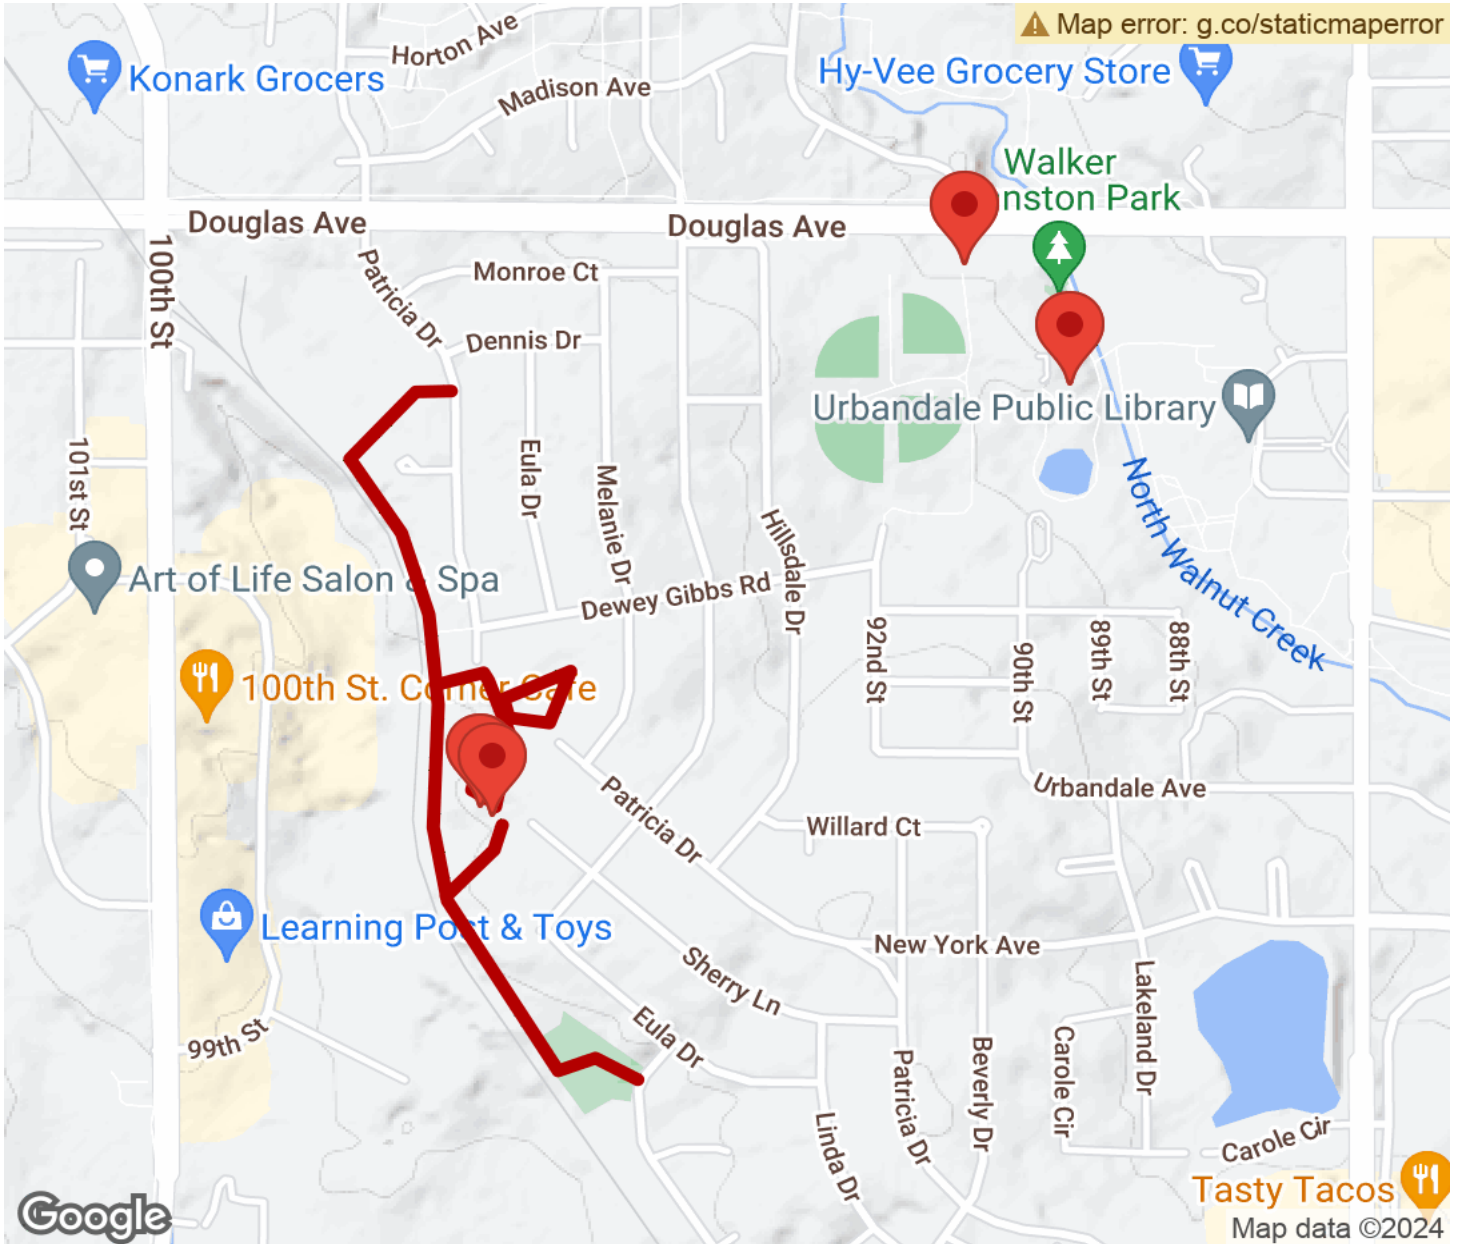 Map error: g.co/staticmaperror
Horton Ave
Konark Grocers
Hy-Vee Grocery Store
Madison Ave
Walker
nston Park
Douglas Ave
Douglas Ave
100th St
Patricia Dr
Monroe Ct
Dennis Dr
Urbandale Public Library
101st St
Eula Dr
Melanie Dr
Hillsdale Dr
North Walnut Creek
Art of Life Salon & Spa
Dewey Gibbs Rd
92nd St
90th St
89th St
88th St
100th St. Corner Cafe
Patricia Dr
Urbandale Ave
Willard Ct
Learning Post & Toys
New York Ave
Sherry Ln
Lakeland Dr
99th St
Eula Dr
Patricia Dr
Beverly Dr
Carole Cir
Linda Dr
Carole Cir
Tasty Tacos
Google
Map data ©2024